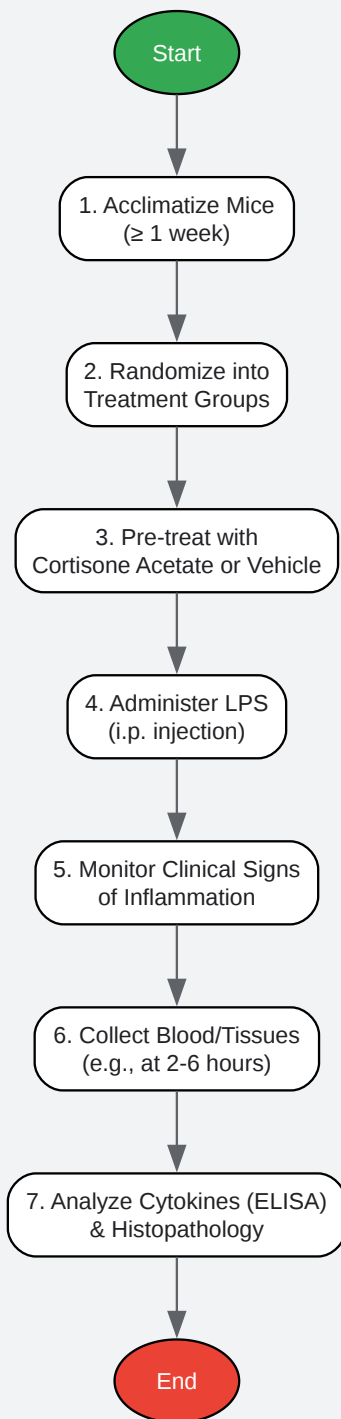 Start
1. Acclimatize Mice
(≥ 1 week)
2. Randomize into
Treatment Groups
3. Pre-treat with
Cortisone Acetate or Vehicle
4. Administer LPS
(i.p. injection)
5. Monitor Clinical Signs
of Inflammation
6. Collect Blood/Tissues
(e.g., at 2-6 hours)
7. Analyze Cytokines (ELISA)
& Histopathology
End